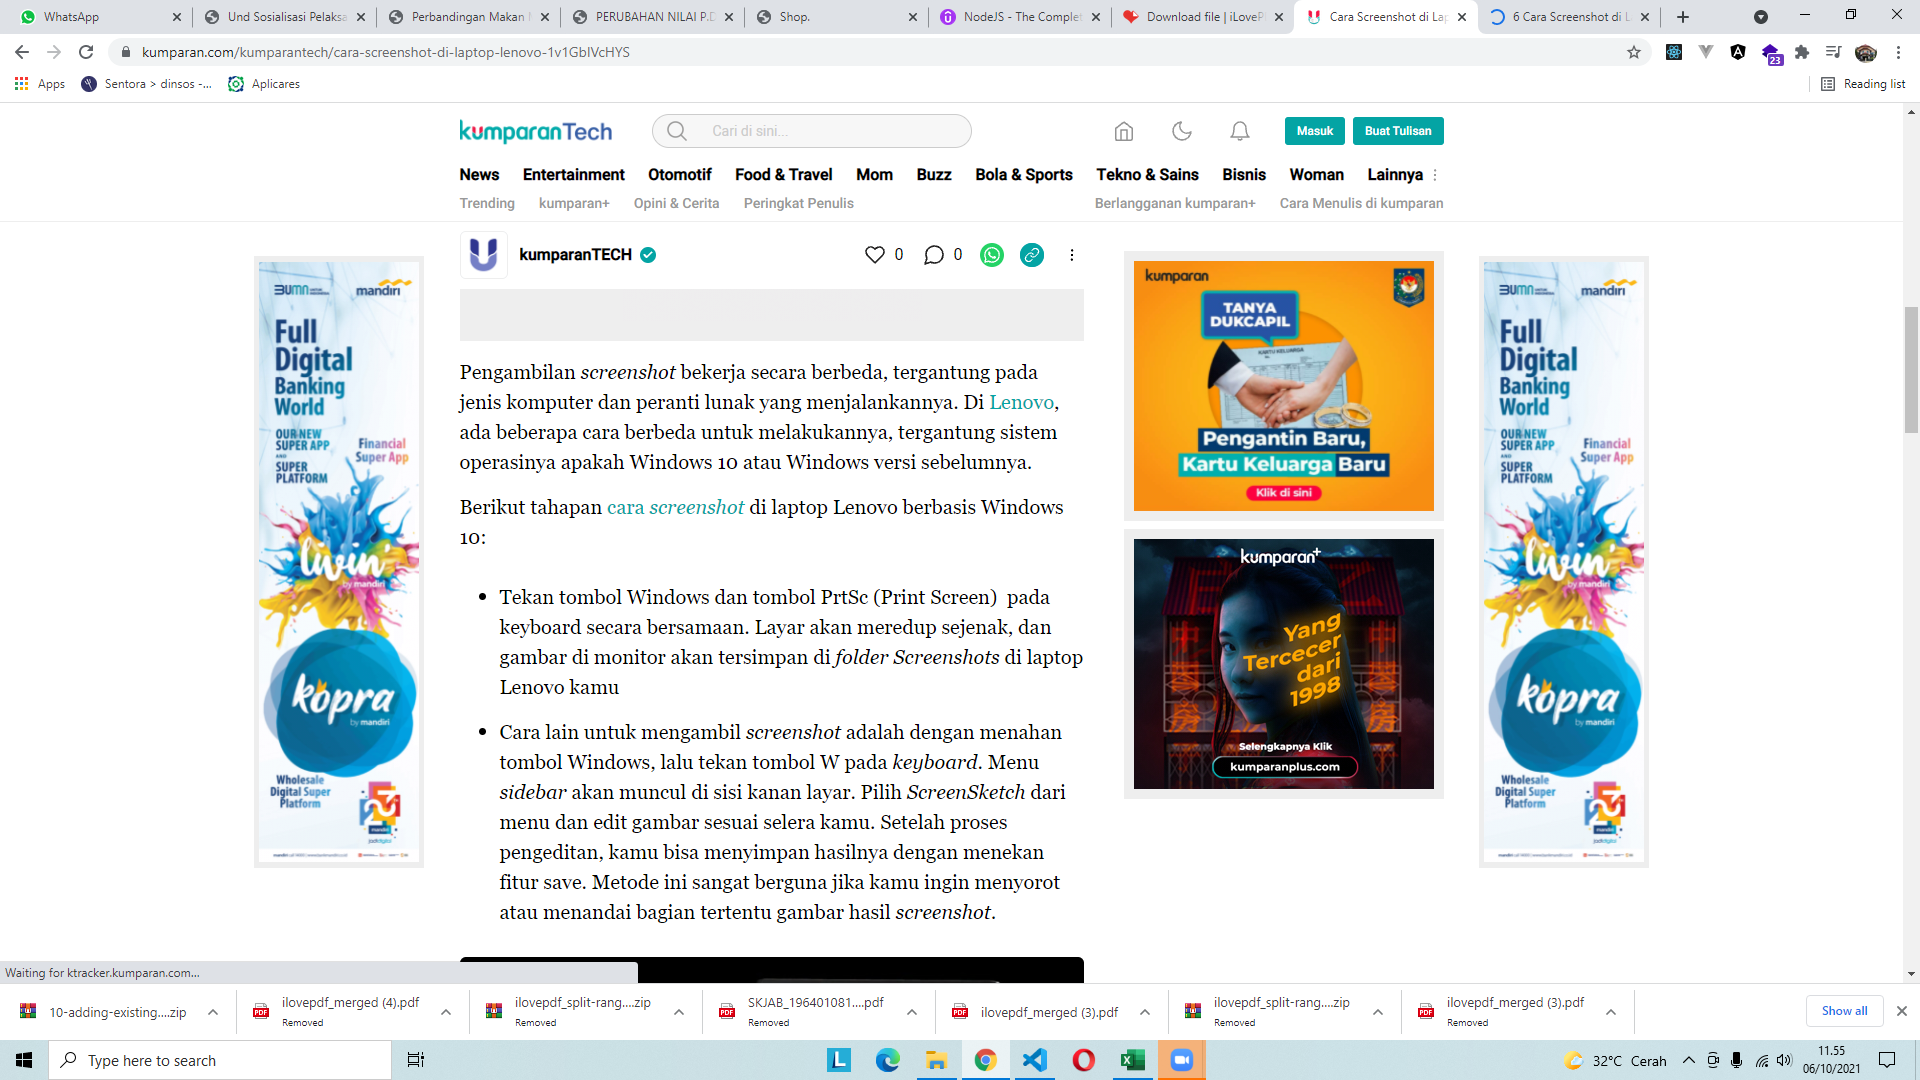 WhatsApp
Und Sosialisasi Pelaksa
Perbandingan Makan
PERUBAHAN NILAI P.D
Shop.
NodeJS - The Complet
Download file | iLoveP
Cara Screenshot di Lap
6 Cara Screenshot di L
kumparan.com/kumparantech/cara-screenshot-di-laptop-lenovo-1v1GbIVcHYS
23
Apps
Sentora > dinsos -...
Aplicares
Reading list
kumparanTech
Cari di sini...
Masuk
Buat Tulisan
News
Entertainment
Otomotif
Food & Travel
Mom
Buzz
Bola & Sports
Tekno & Sains
Bisnis
Woman
Lainnya
Trending
kumparan+
Opini & Cerita
Peringkat Penulis
Berlangganan kumparan+
Cara Menulis di kumparan
kumparanTECH
0
0
Pengambilan screenshot bekerja secara berbeda, tergantung pada
jenis komputer dan peranti lunak yang menjalankannya. Di Lenovo,
ada beberapa cara berbeda untuk melakukannya, tergantung sistem
operasinya apakah Windows 10 atau Windows versi sebelumnya.
Berikut tahapan cara screenshot di laptop Lenovo berbasis Windows
10:
Tekan tombol Windows dan tombol PrtSc (Print Screen)  pada
keyboard secara bersamaan. Layar akan meredup sejenak, dan
gambar di monitor akan tersimpan di folder Screenshots di laptop
Lenovo kamu
Cara lain untuk mengambil screenshot adalah dengan menahan
tombol Windows, lalu tekan tombol W pada keyboard. Menu
sidebar akan muncul di sisi kanan layar. Pilih ScreenSketch dari
menu dan edit gambar sesuai selera kamu. Setelah proses
pengeditan, kamu bisa menyimpan hasilnya dengan menekan
fitur save. Metode ini sangat berguna jika kamu ingin menyorot
atau menandai bagian tertentu gambar hasil screenshot.
BUMN
mandiri
Full
Digital
Banking
World
OUR NEW
SUPER APP
AND
SUPER
PLATFORM
Financial
Super App
livin'
by mandiri
kopra
by mandiri
Wholesale
Digital Super
Platform
kumparan
TANYA
DUKCAPIL
KARTU KELUARGA
Pengantin Baru,
Kartu Keluarga Baru
Klik di sini
kumparan+
Yang
Tercecer
dari
1998
Selengkapnya Klik
kumparanplus.com
BUMN
mandiri
Full
Digital
Banking
World
OUR NEW
SUPER APP
AND
SUPER
PLATFORM
Financial
Super App
livin'
by mandiri
kopra
by mandiri
Wholesale
Digital Super
Platform
Waiting for ktracker.kumparan.com...
10-adding-existing....zip
ilovepdf_merged (4).pdf
Removed
ilovepdf_split-rang....zip
Removed
SKJAB_196401081....pdf
Removed
ilovepdf_merged (3).pdf
ilovepdf_split-rang....zip
Removed
ilovepdf_merged (3).pdf
Removed
Show all
Type here to search
32°C Cerah
11.55
06/10/2021